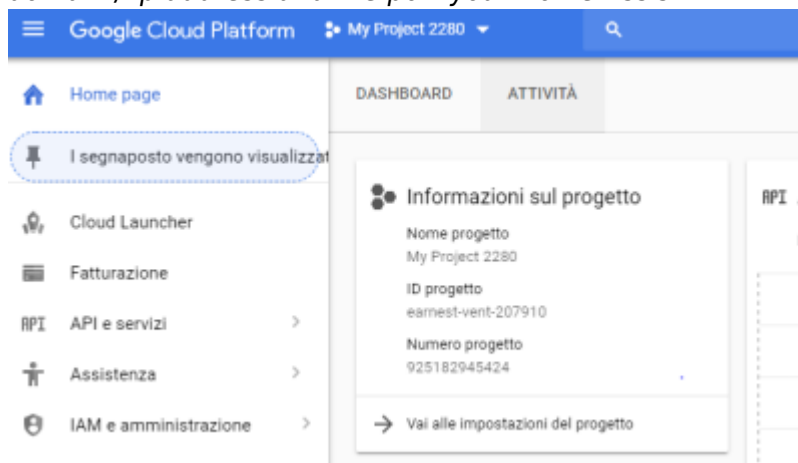 Google Cloud Platform My Project 2280
Home page
DASHBOARD ATTIVITÀ
I segnaposto vengono visualizzat
Informazioni sul progetto
API
Nome progetto
My Project 2280
Cloud Launcher
ID progetto
earnest-vent-207910
Fatturazione
Numero progetto
925182945424
API API e servizi
Assistenza
IAM e amministrazione
Vai alle impostazioni del progetto